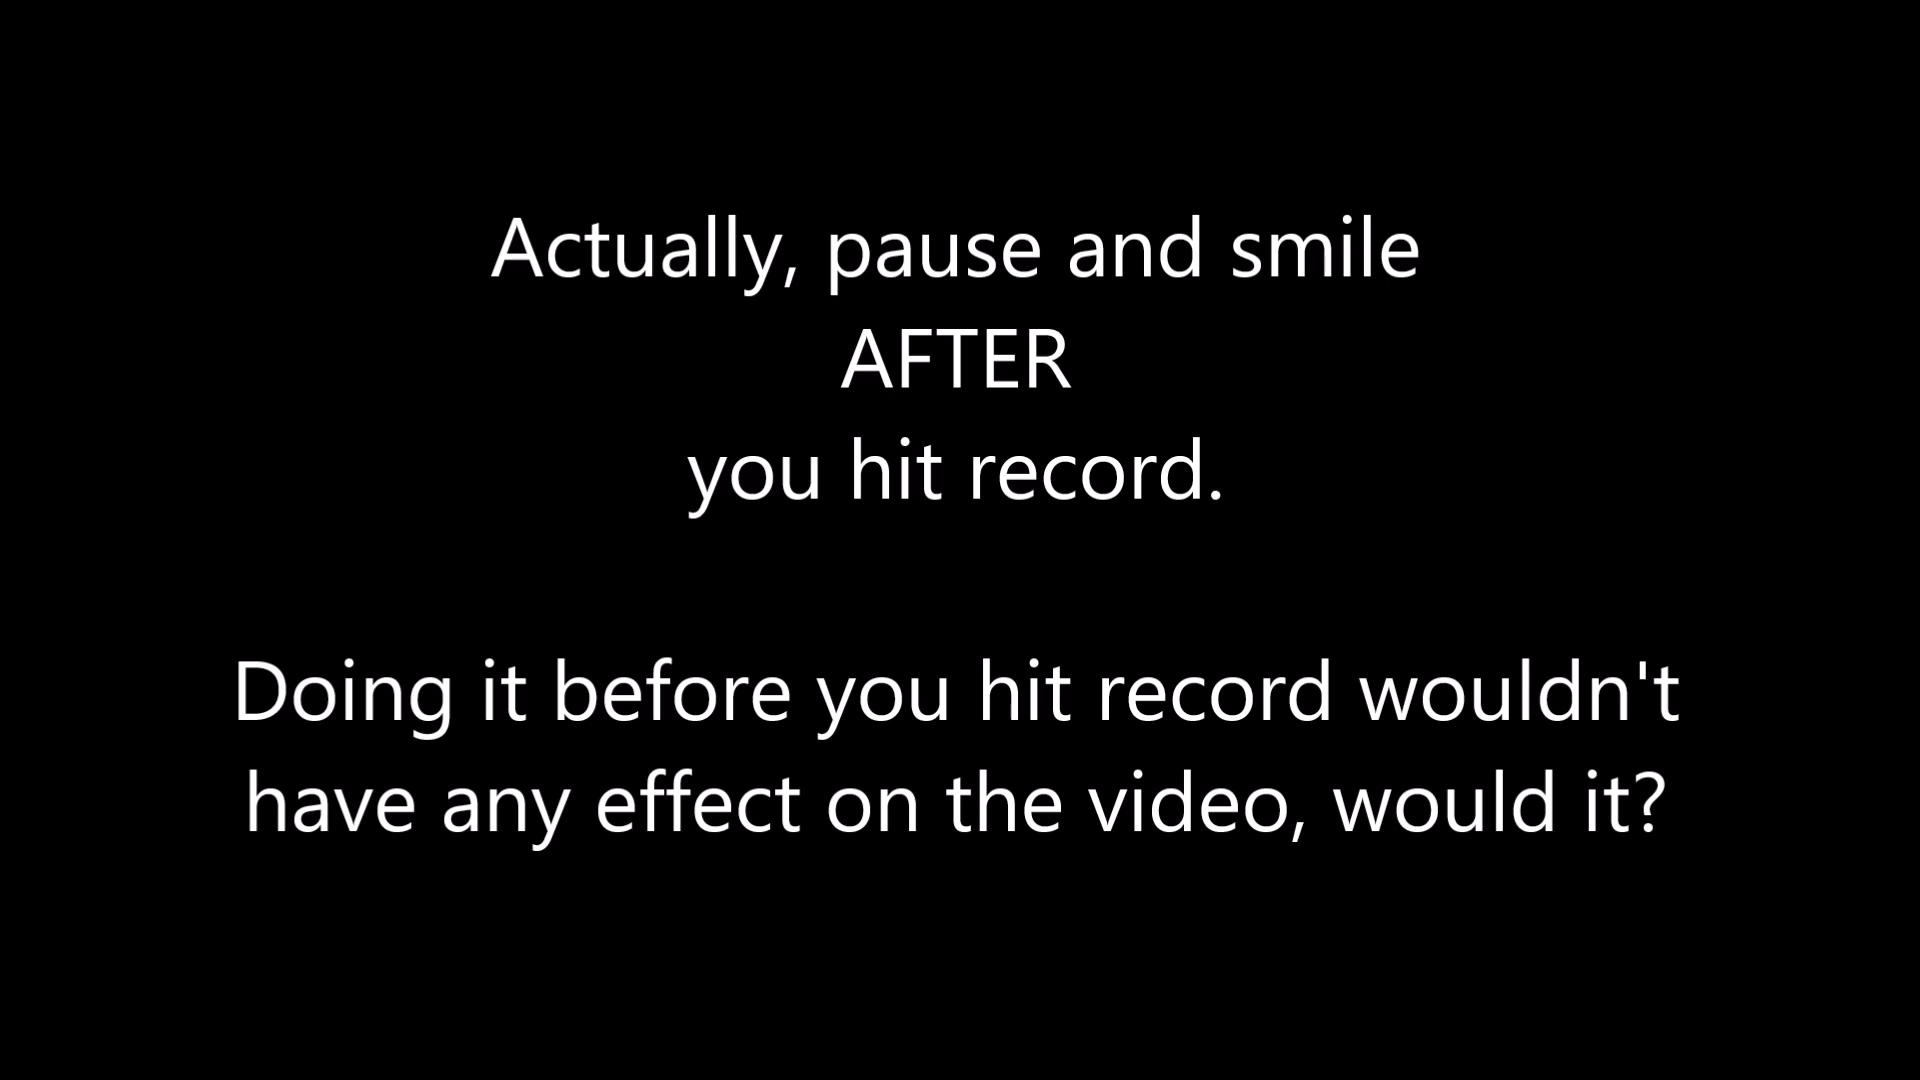 Actually, pause and smile
AFTER
you hit record.
Doing it before you hit record wouldn't
have any effect on the video, would it?